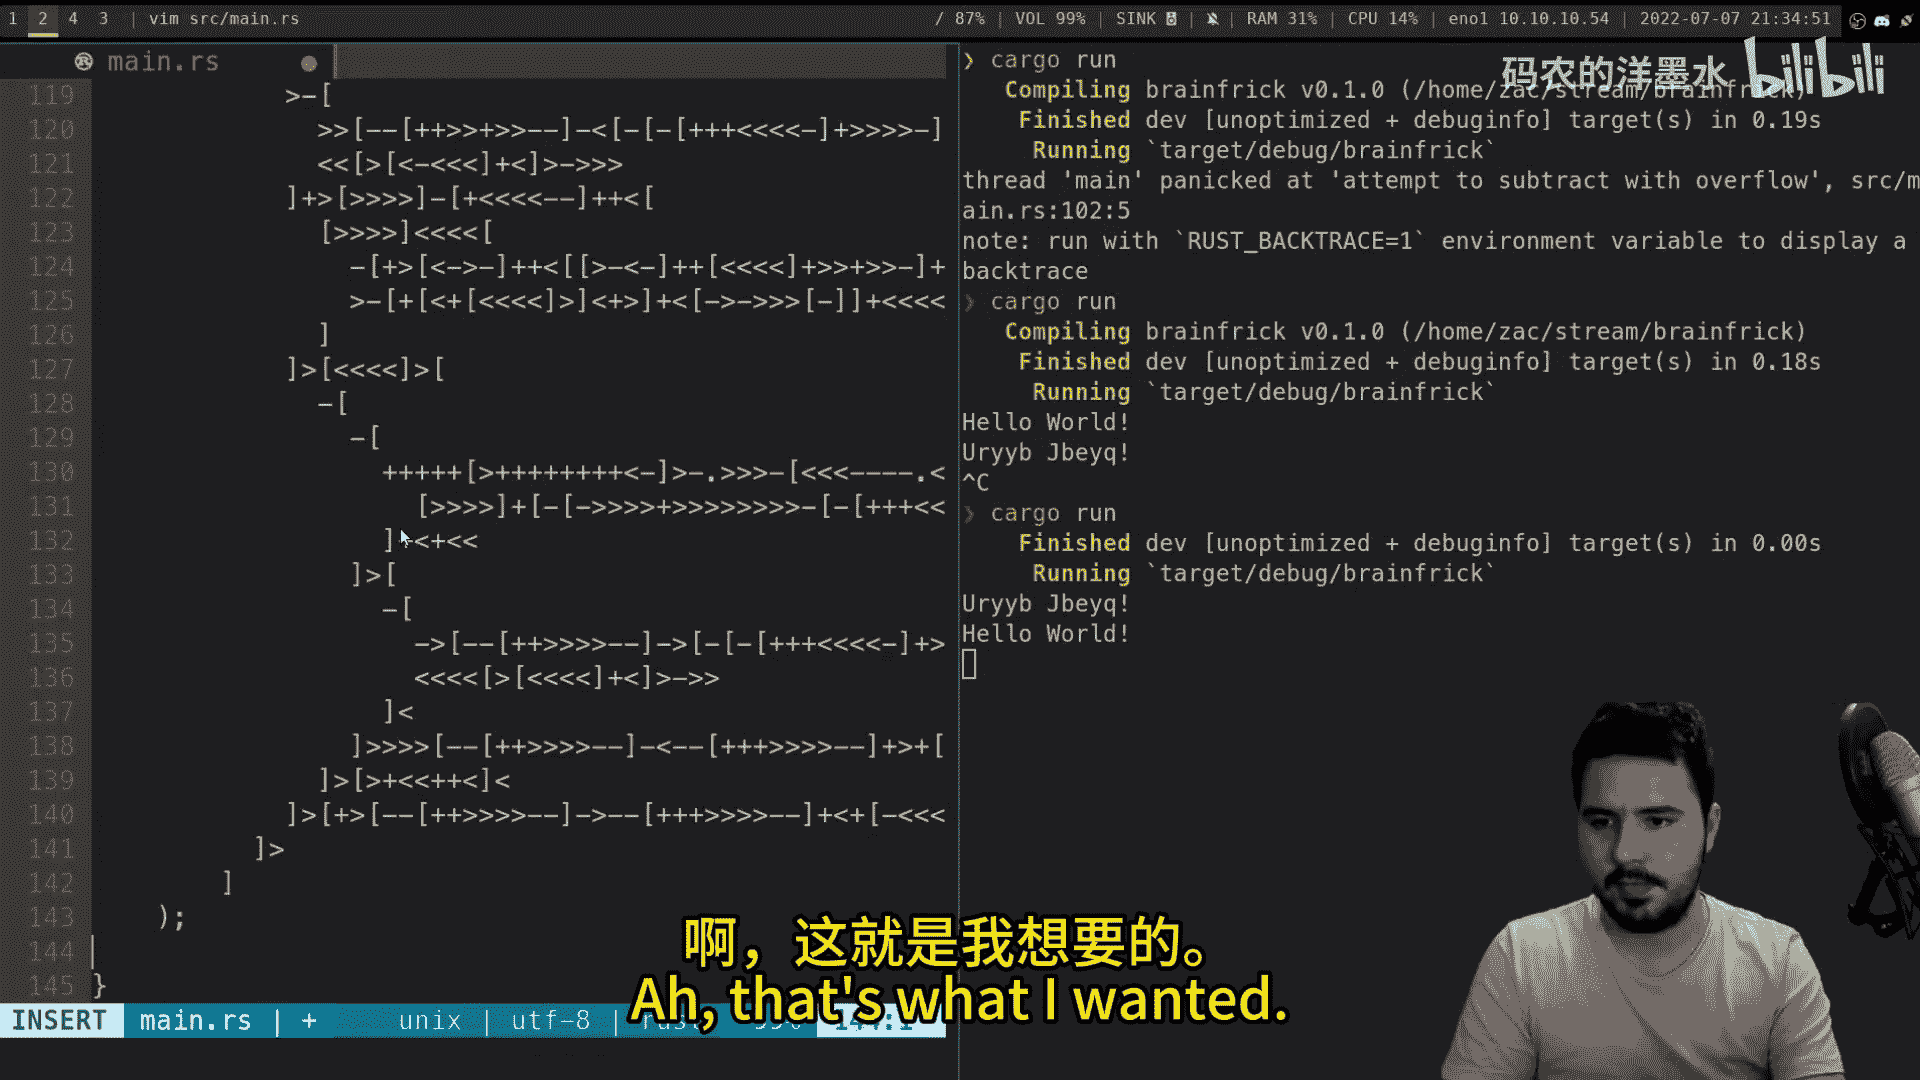 1 2 4 3 | vim src/main.rs
/ 87% | VOL 99% | SINK | RAM 31% | CPU 14% | eno1 10.10.10.54 | 2022-07-07 21:34:51
码农的洋墨水 bilibili
main.rs
119 >-[
120 >>[--[++>>+>>--]-<[-[-[+++<<<<-]+>>>>-]
121 <<[>[<-<<<]+<]>->>>
122 ]+>[>>>>]-[+<<<<--]++<[
123 [>>>>]<<<<[
124 -[+>[<->-]++<[[>-<-]++[<<<<]+>>+>>-]+
125 >-[+[<+[<<<<]>]<+>]+<[->->>>[-]]+<<<<
126 ]
127 ]>[<<<<]>[
128 -[
129 -[
130 +++++[>++++++++<-]>-.>>>-[<<<----.<
131 [>>>>]+[-[->>>>+>>>>>>>>-[-[+++<<
132 ]+<+<<
133 ]>[
134 -[
135 ->[--[++>>>>--]->[-[-[+++<<<<-]+>
136 <<<<[>[<<<<]+<]>->>
137 ]<
138 ]>>>>[--[++>>>>--]-<--[+++>>>>--]+>+[
139 ]>[>+<<++<]<
140 ]>[+>[--[++>>>>--]->--[+++>>>>--]+<+[-<<<
141 ]>
142 ]
143 );
144
145 }
INSERT main.rs | + unix | utf-8 |
❯ cargo run
Compiling brainfrick v0.1.0 (/home/zac/stream/brainfrick)
Finished dev [unoptimized + debuginfo] target(s) in 0.19s
Running `target/debug/brainfrick`
thread 'main' panicked at 'attempt to subtract with overflow', src/m
ain.rs:102:5
note: run with `RUST_BACKTRACE=1` environment variable to display a
backtrace
❯ cargo run
Compiling brainfrick v0.1.0 (/home/zac/stream/brainfrick)
Finished dev [unoptimized + debuginfo] target(s) in 0.18s
Running `target/debug/brainfrick`
Hello World!
Uryyb Jbeyq!
^C
❯ cargo run
Finished dev [unoptimized + debuginfo] target(s) in 0.00s
Running `target/debug/brainfrick`
Uryyb Jbeyq!
Hello World!
啊，这就是我想要的。
Ah, that's what I wanted.